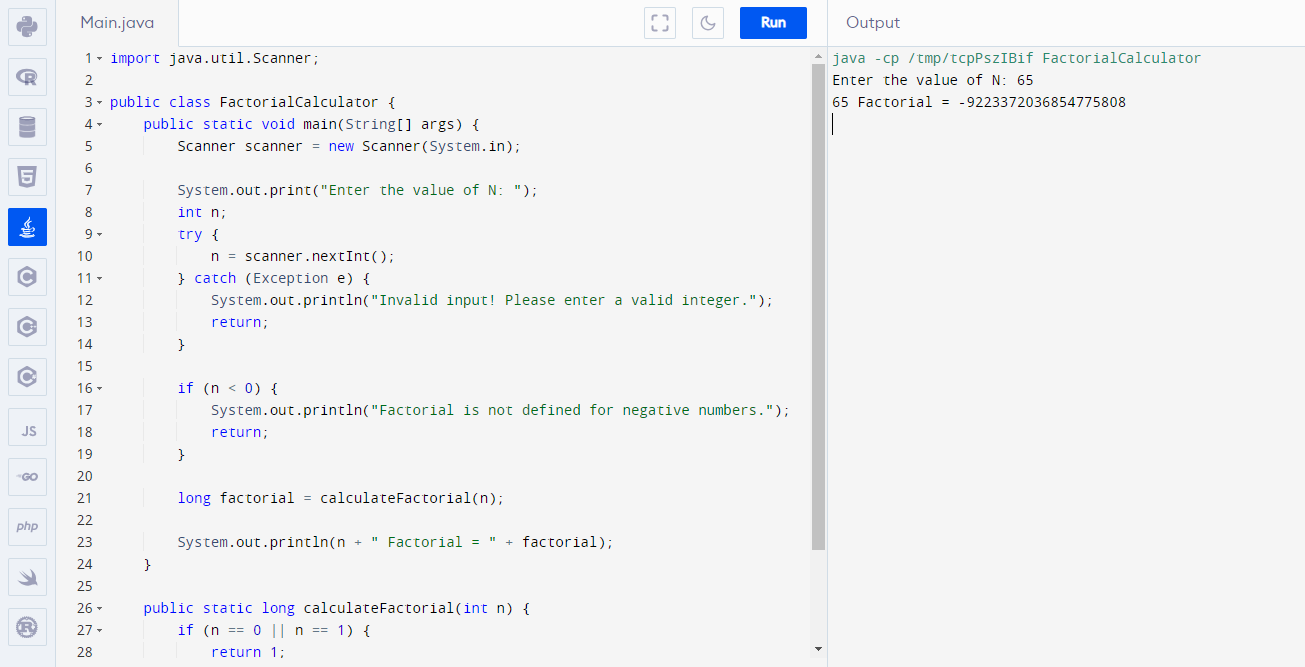 Main.java
Run
Output
1 import java.util.Scanner;
2
3 public class FactorialCalculator {
4 public static void main(String[] args) {
5 Scanner scanner = new Scanner(System.in);
6
7 System.out.print("Enter the value of N: ");
8 int n;
9 try {
10 n = scanner.nextInt();
11 } catch (Exception e) {
12 System.out.println("Invalid input! Please enter a valid integer.");
13 return;
14 }
15
16 if (n < 0) {
17 System.out.println("Factorial is not defined for negative numbers.");
18 return;
19 }
20
21 long factorial = calculateFactorial(n);
22
23 System.out.println(n + " Factorial = " + factorial);
24 }
25
26 public static long calculateFactorial(int n) {
27 if (n == 0 || n == 1) {
28 return 1;
java -cp /tmp/tcpPszIBif FactorialCalculator
Enter the value of N: 65
65 Factorial = -9223372036854775808
R
5
C
C
C
JS
GO
php
R